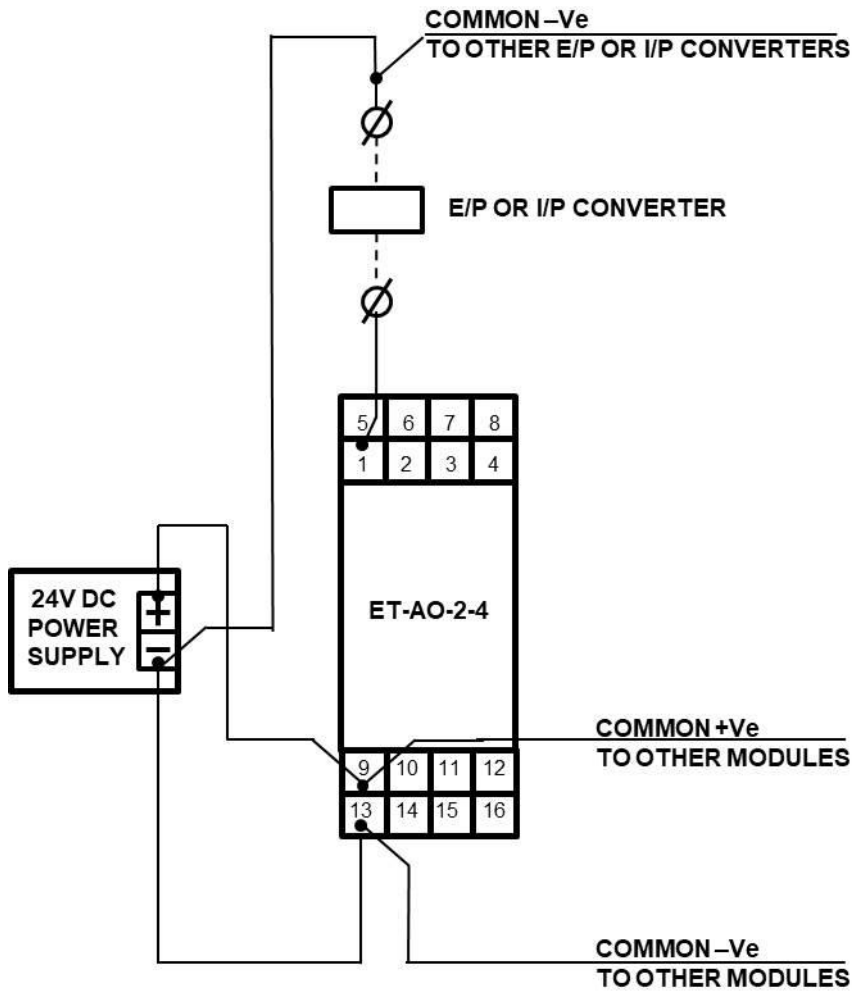 COMMON –Ve
TO OTHER E/P OR I/P CONVERTERS
E/P OR I/P CONVERTER
5 6 7 8
1 2 3 4
24V DC
POWER
SUPPLY
+
–
ET-AO-2-4
COMMON +Ve
TO OTHER MODULES
9 10 11 12
13 14 15 16
COMMON –Ve
TO OTHER MODULES